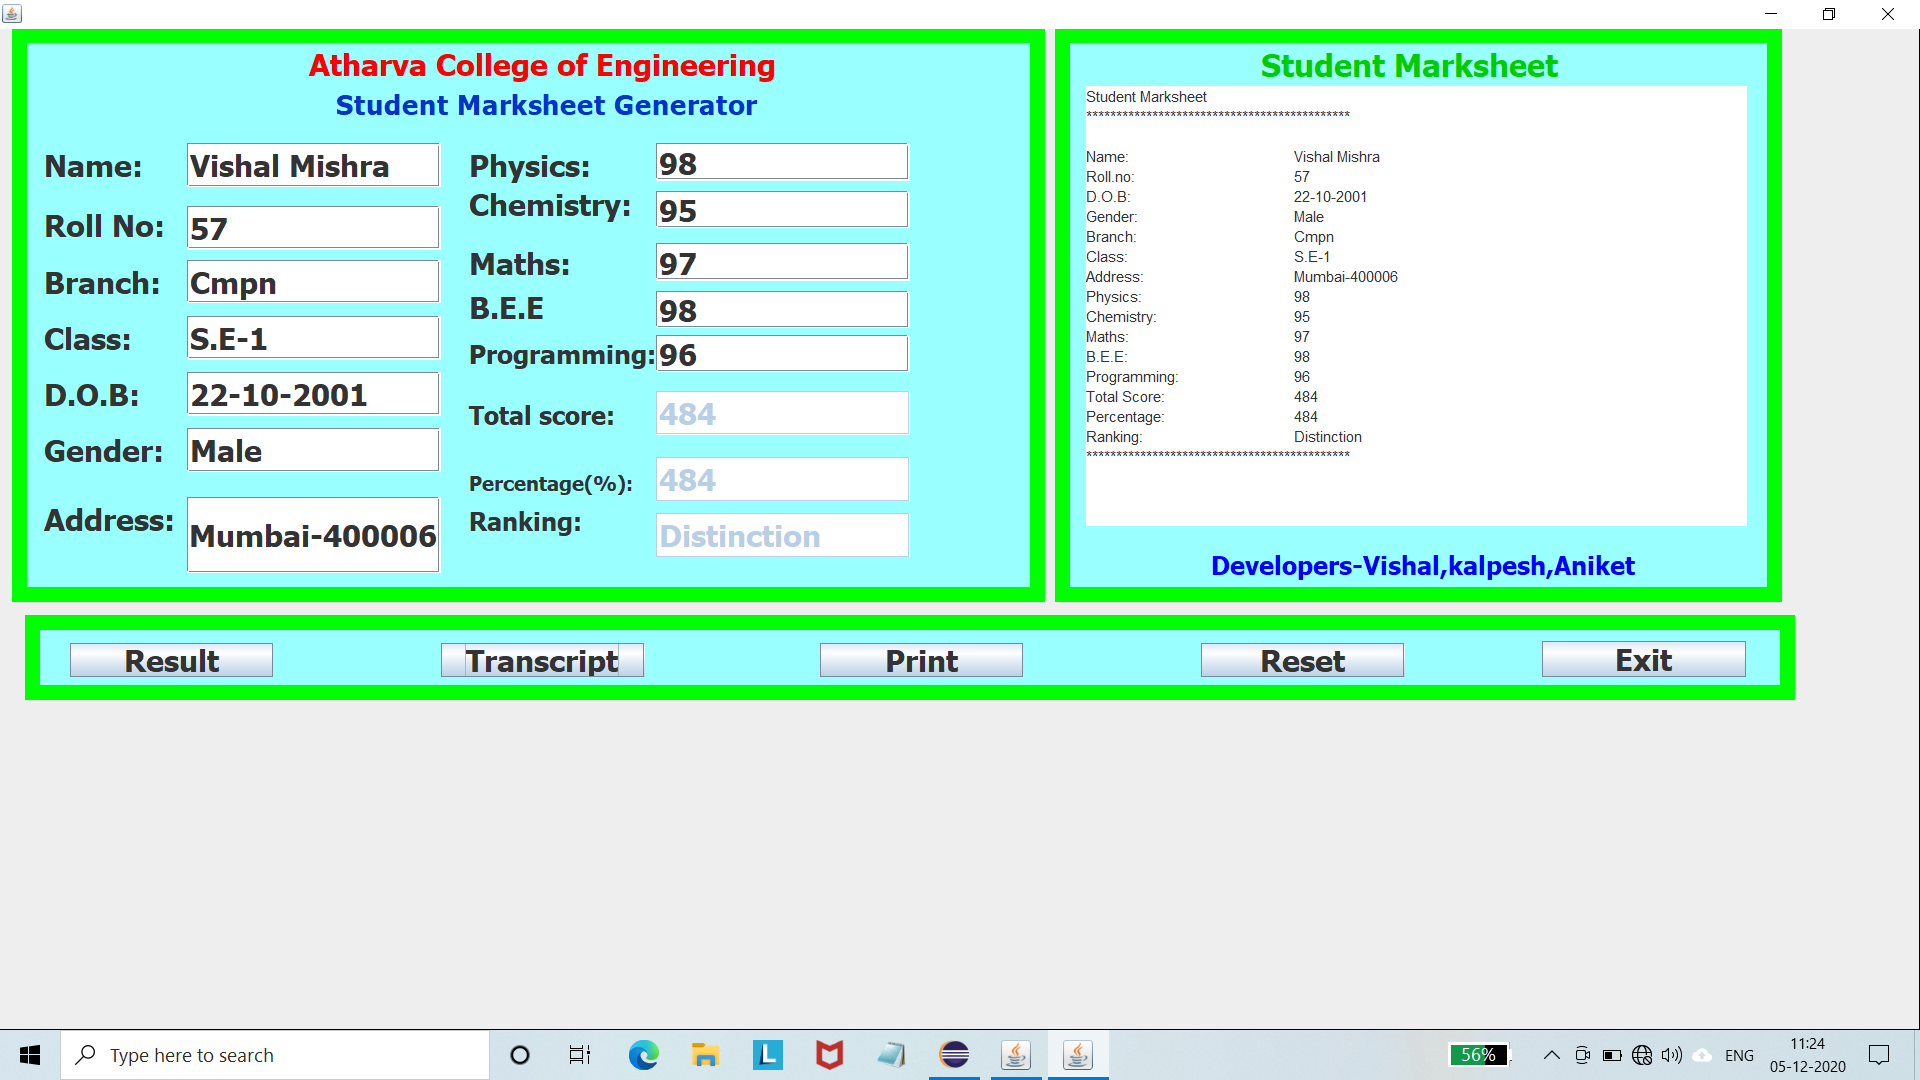 Atharva College of Engineering
Student Marksheet Generator
Name: Vishal Mishra
Roll No: 57
Branch: Cmpn
Class: S.E-1
D.O.B: 22-10-2001
Gender: Male
Address: Mumbai-400006
Physics: 98
Chemistry: 95
Maths: 97
B.E.E 98
Programming: 96
Total score: 484
Percentage(%): 484
Ranking: Distinction
Student Marksheet
Student Marksheet
********************************************
Name: Vishal Mishra
Roll.no: 57
D.O.B: 22-10-2001
Gender: Male
Branch: Cmpn
Class: S.E-1
Address: Mumbai-400006
Physics: 98
Chemistry: 95
Maths: 97
B.E.E: 98
Programming: 96
Total Score: 484
Percentage: 484
Ranking: Distinction
********************************************
Developers-Vishal,kalpesh,Aniket
Result Transcript Print Reset Exit
Type here to search
L
56%
ENG
11:24
05-12-2020